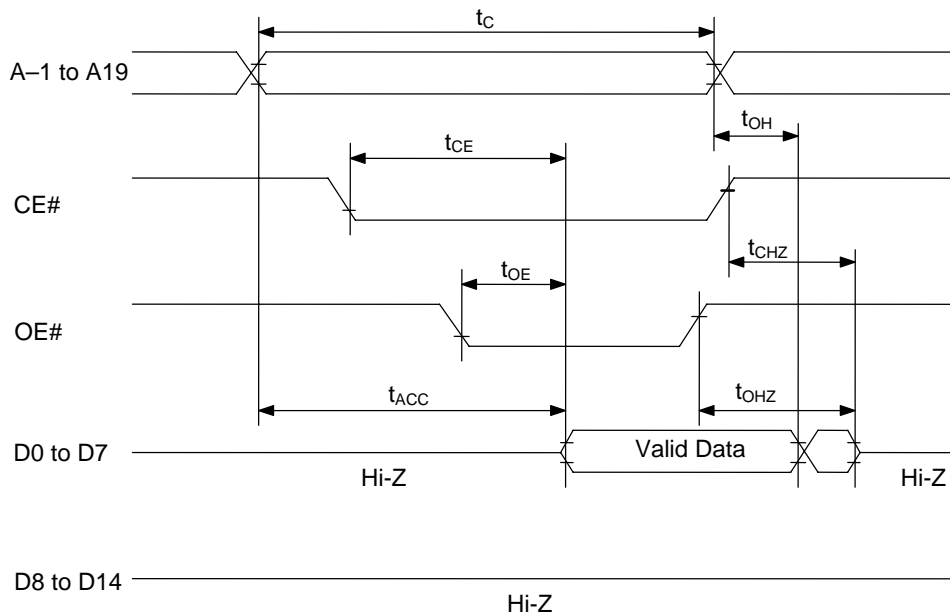 tC
A–1 to A19
tOH
tCE
CE#
tCHZ
tOE
OE#
tACC
tOHZ
D0 to D7
Valid Data
Hi-Z
Hi-Z
D8 to D14
Hi-Z